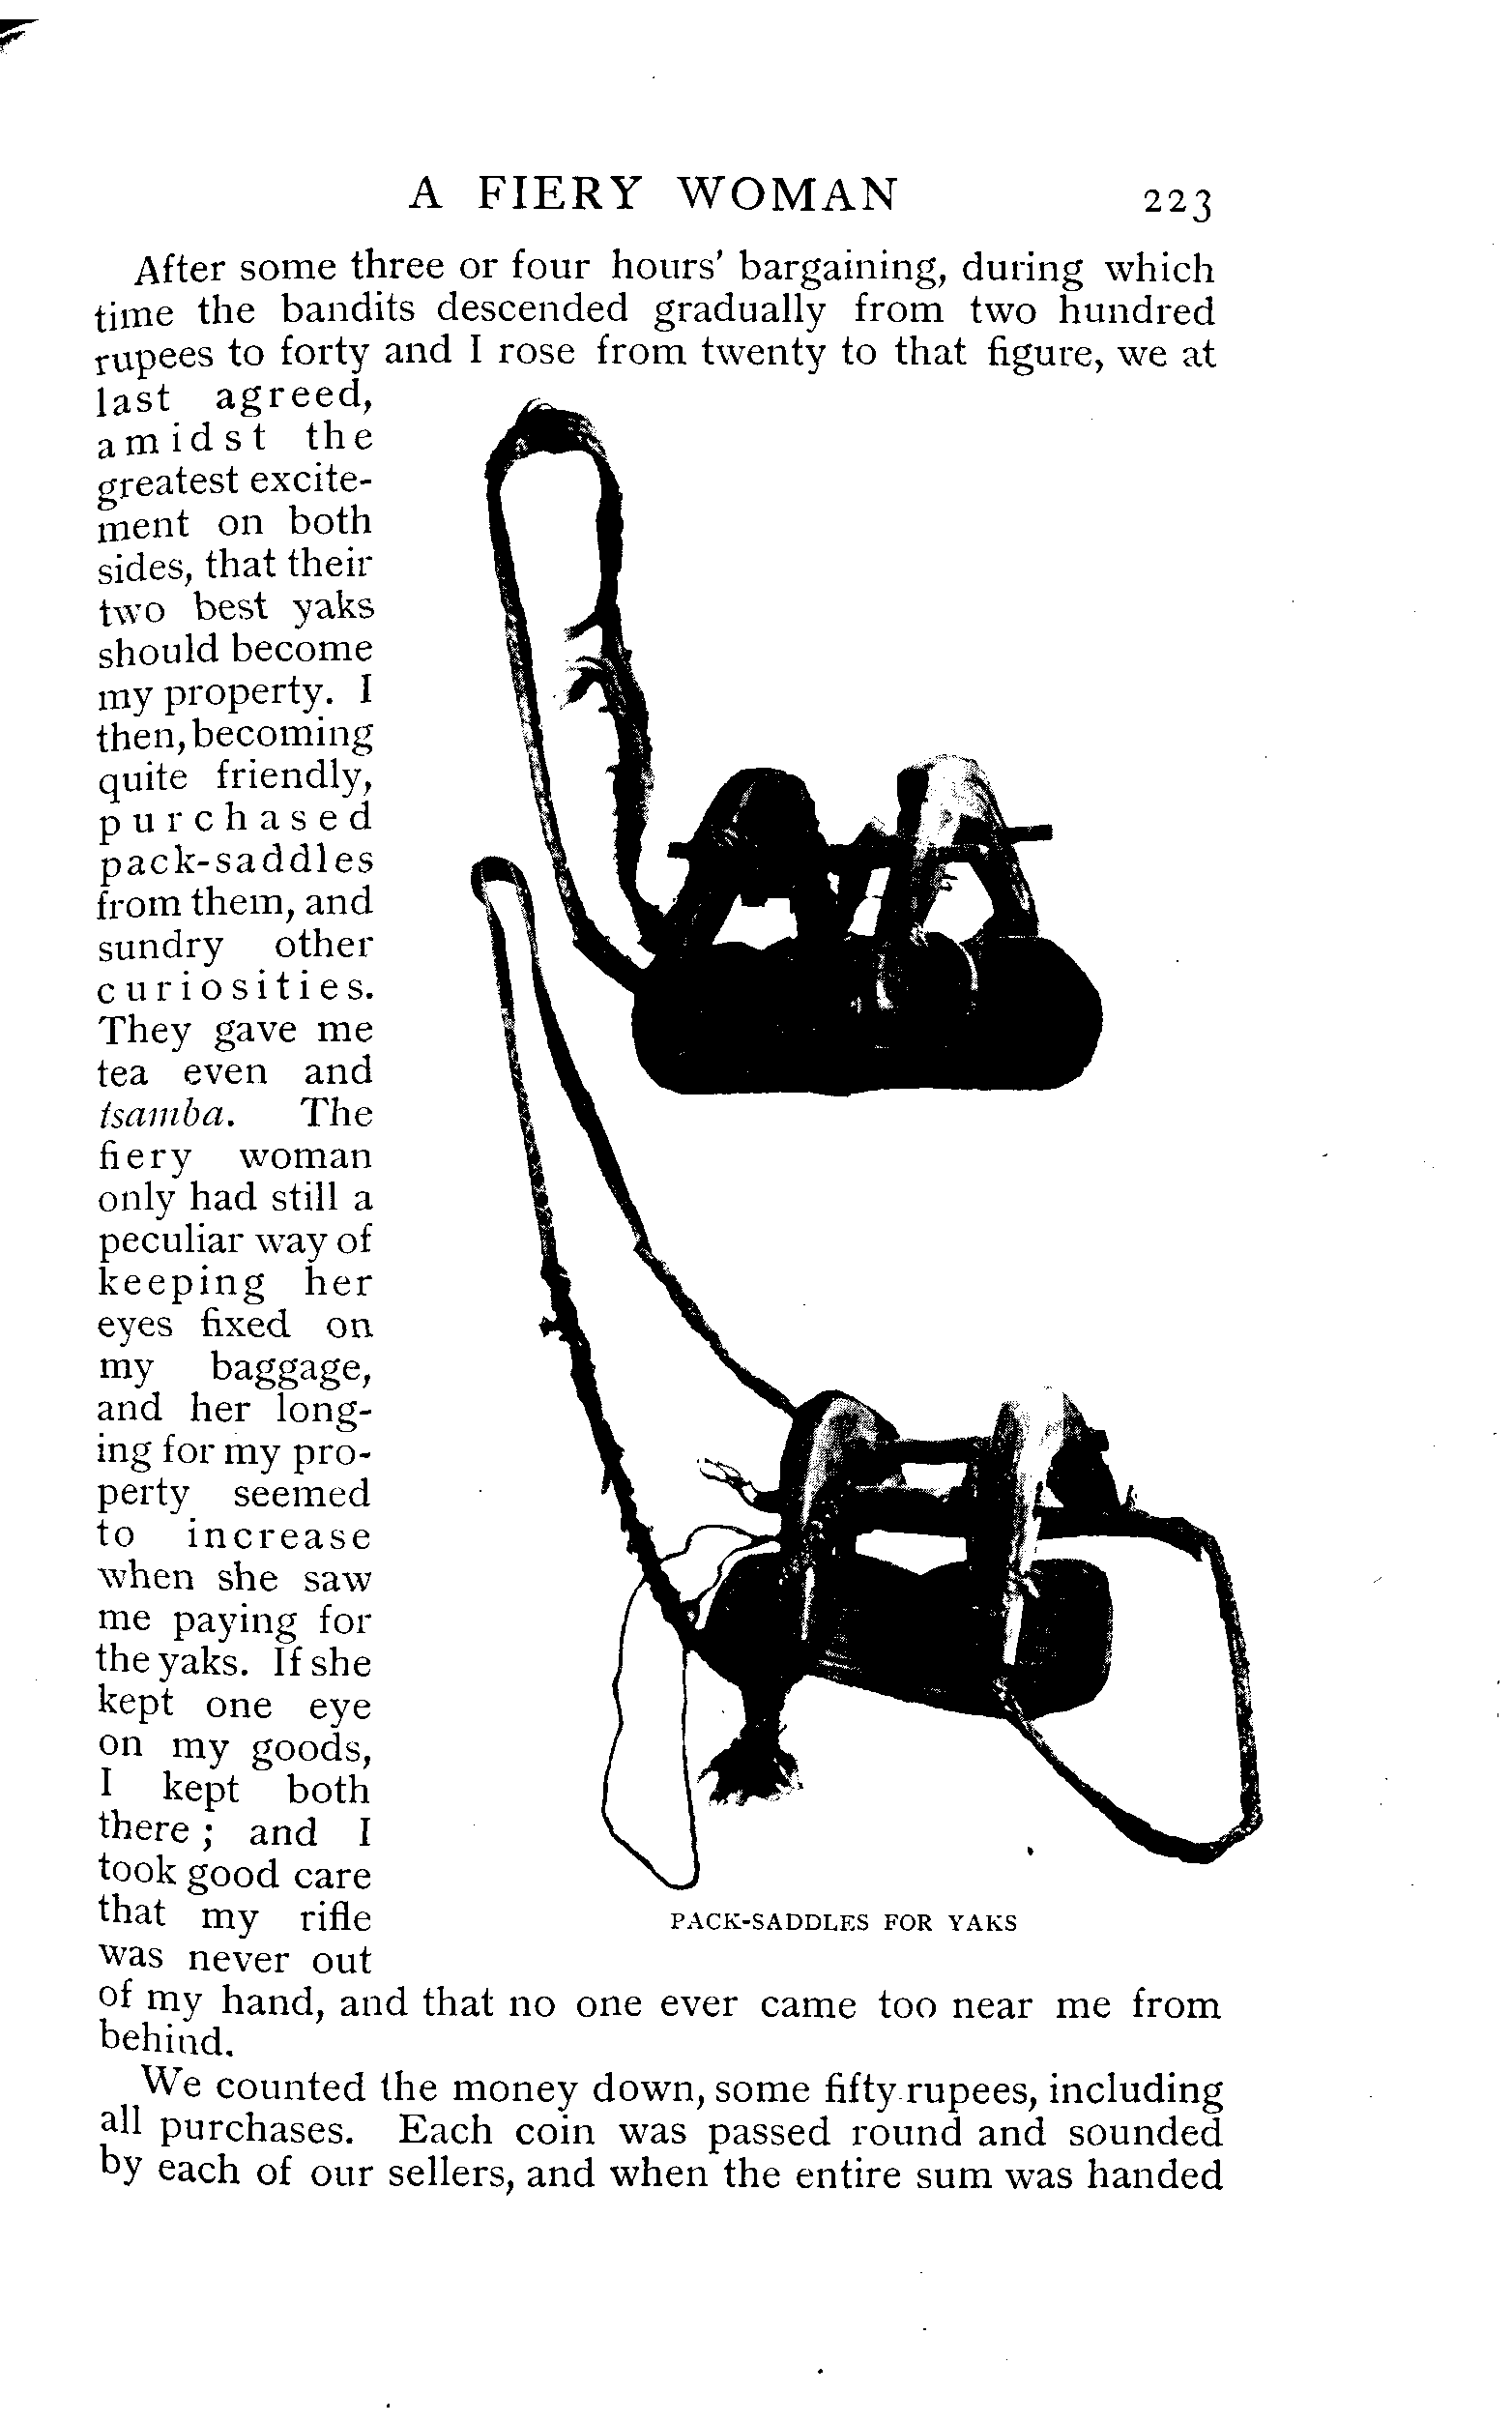 A FIERY WOMAN 223
After some three or four hours' bargaining, during which
time the bandits descended gradually from two hundred
rupees to forty and I rose from twenty to that figure, we at
last agreed,
amidst the
greatest excite-
ment on both
sides, that their
two best yaks
should become
my property. I
then, becoming
quite friendly,
purchased
pack-saddles
from them, and
sundry other
curiosities.
They gave me
tea even and
tsamba. The
fiery woman
only had still a
peculiar way of
keeping her
eyes fixed on
my baggage,
and her long-
ing for my pro-
perty seemed
to increase
when she saw
me paying for
the yaks. If she
kept one eye
on my goods,
I kept both
there; and I
took good care
that my rifle
was never out
PACK-SADDLES FOR YAKS
of my hand, and that no one ever came too near me from
behind.
We counted the money down, some fifty rupees, including
all purchases. Each coin was passed round and sounded
by each of our sellers, and when the entire sum was handed